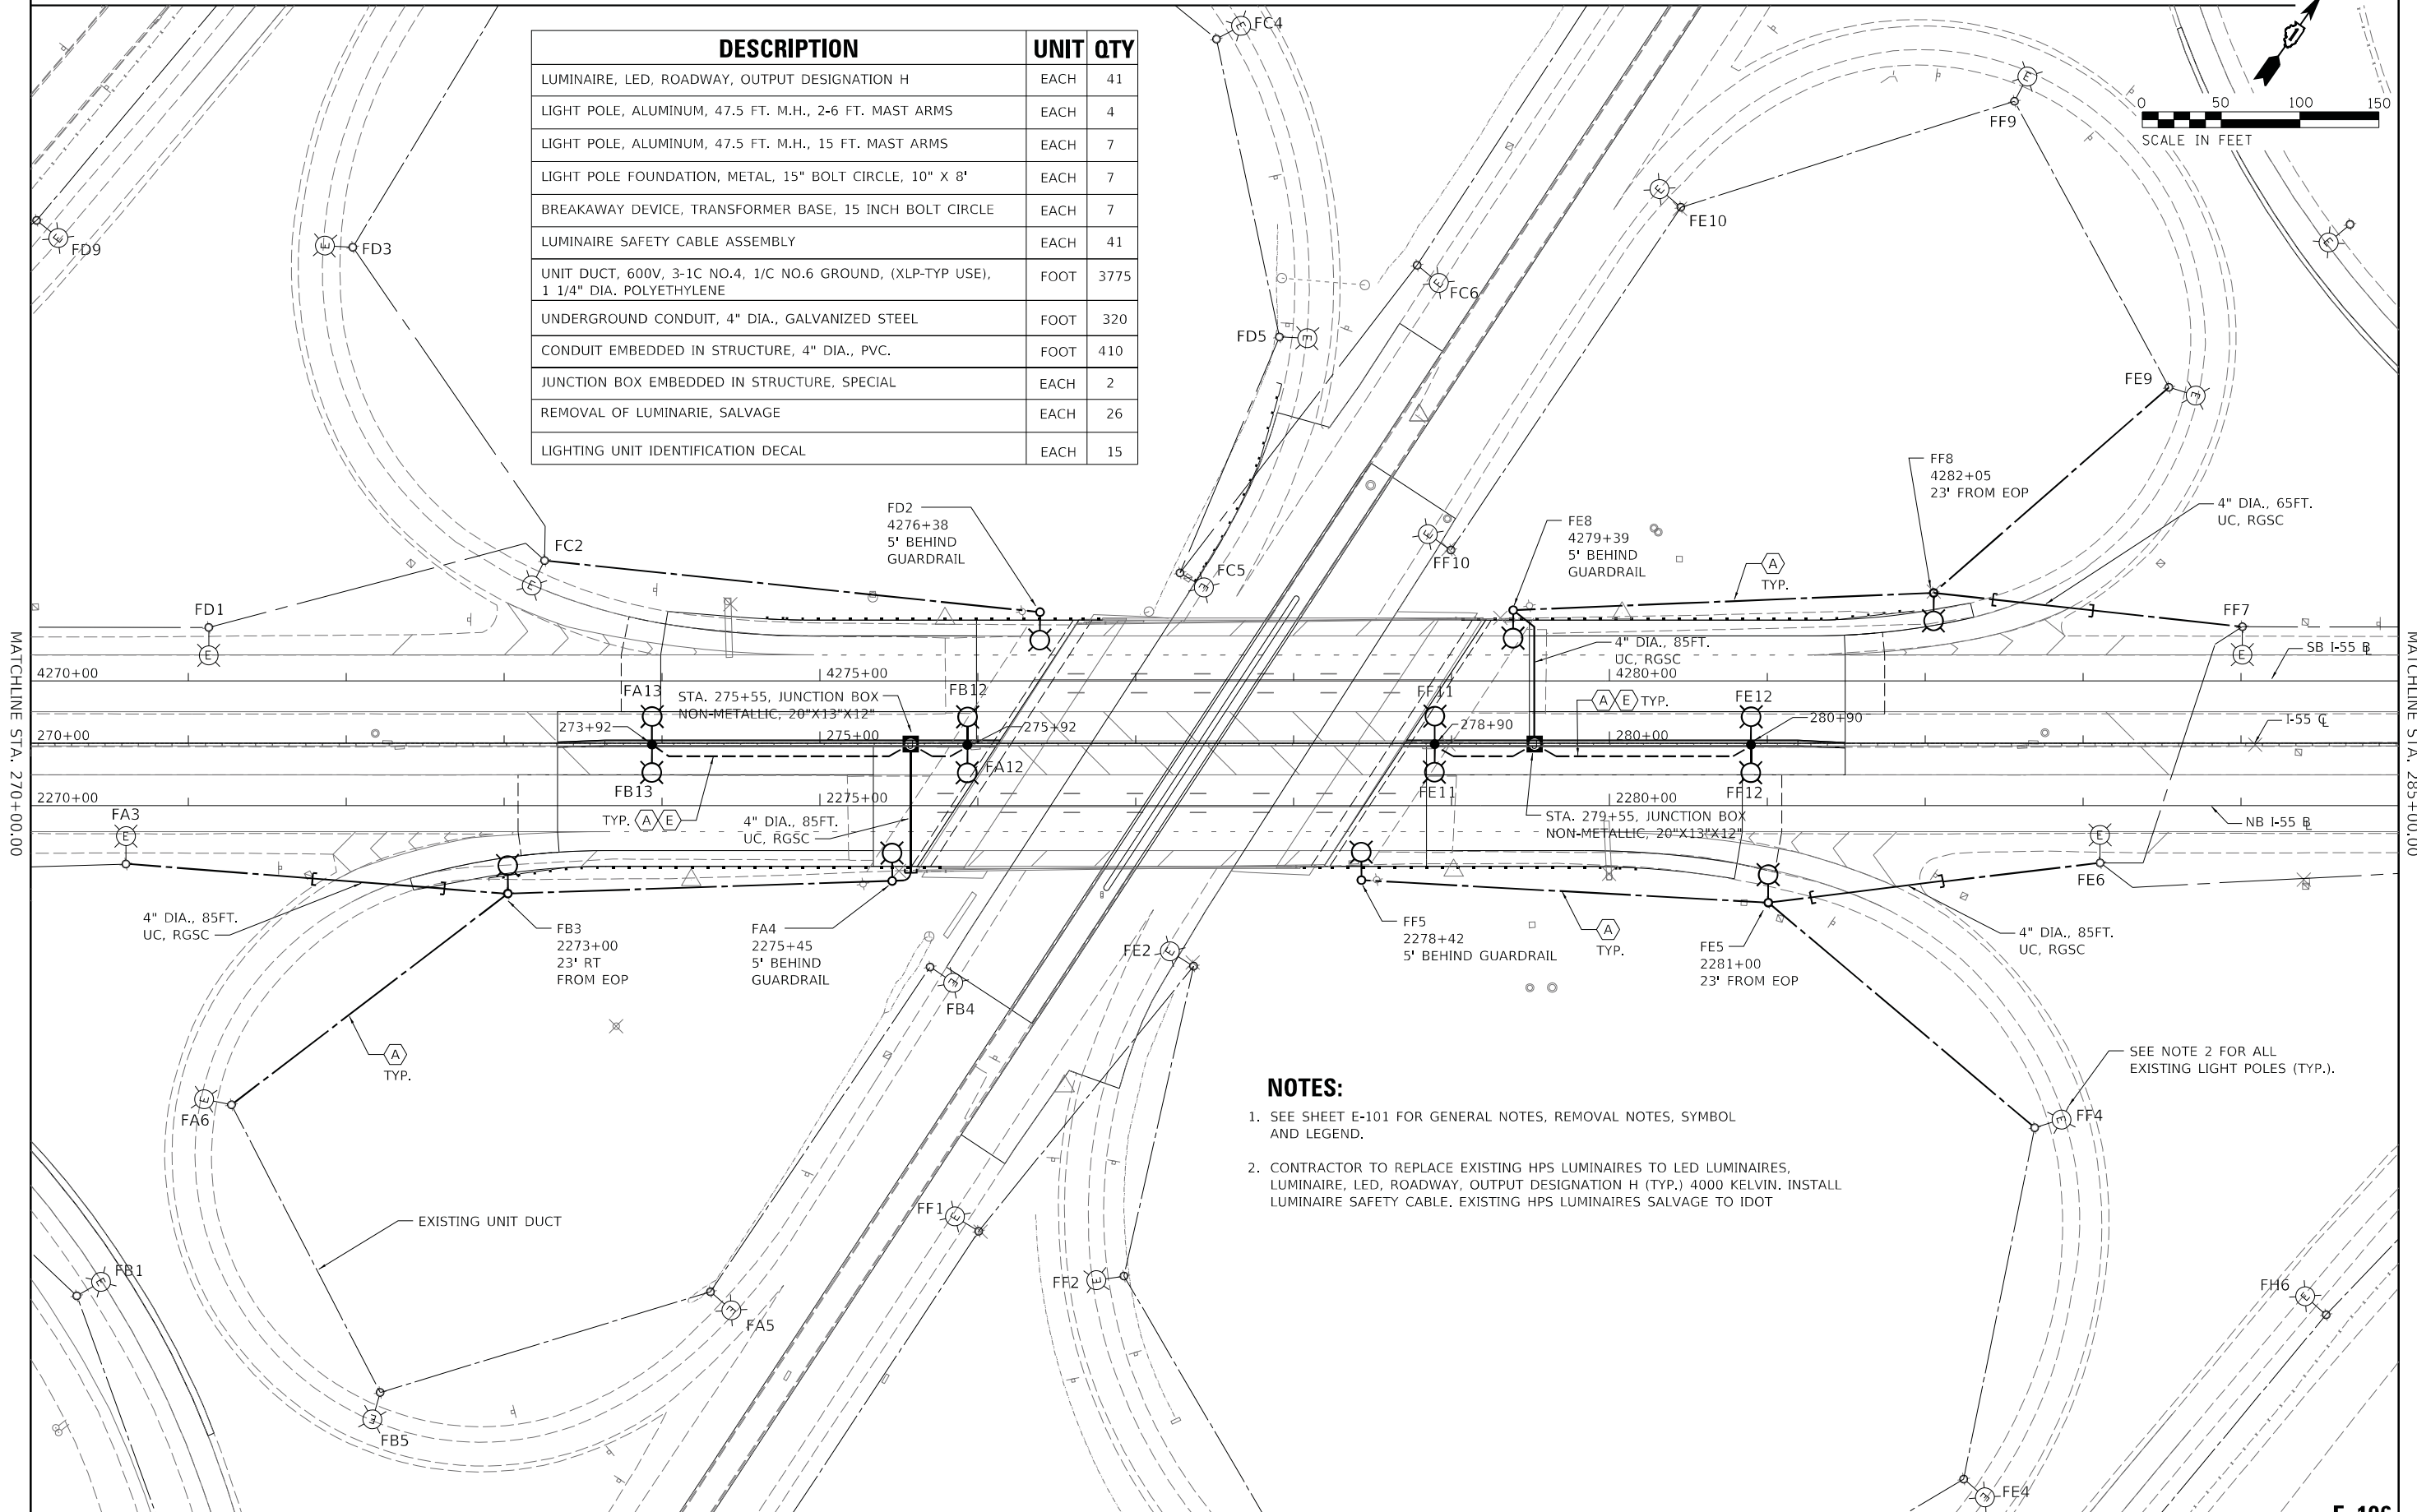 DESCRIPTION UNIT QTY
LUMINAIRE, LED, ROADWAY, OUTPUT DESIGNATION H EACH 41
LIGHT POLE, ALUMINUM, 47.5 FT. M.H., 2-6 FT. MAST ARMS EACH 4
LIGHT POLE, ALUMINUM, 47.5 FT. M.H., 15 FT. MAST ARMS EACH 7
LIGHT POLE FOUNDATION, METAL, 15" BOLT CIRCLE, 10" X 8' EACH 7
BREAKAWAY DEVICE, TRANSFORMER BASE, 15 INCH BOLT CIRCLE EACH 7
LUMINAIRE SAFETY CABLE ASSEMBLY EACH 41
UNIT DUCT, 600V, 3-1C NO.4, 1/C NO.6 GROUND, (XLP-TYP USE),
1 1/4" DIA. POLYETHYLENE FOOT 3775
UNDERGROUND CONDUIT, 4" DIA., GALVANIZED STEEL FOOT 320
CONDUIT EMBEDDED IN STRUCTURE, 4" DIA., PVC. FOOT 410
JUNCTION BOX EMBEDDED IN STRUCTURE, SPECIAL EACH 2
REMOVAL OF LUMINARIE, SALVAGE EACH 26
LIGHTING UNIT IDENTIFICATION DECAL EACH 15
0 50 100 150
SCALE IN FEET
FC4
FF9
FE10
FD9
FD3
FC6
FD5
FE9
FD2
4276+38
5' BEHIND
GUARDRAIL
FE8
4279+39
5' BEHIND
GUARDRAIL
FF8
4282+05
23' FROM EOP
4" DIA., 65FT.
UC, RGSC
FC2
FC5
FF10
A
TYP.
FD1
FF7
4" DIA., 85FT.
UC, RGSC
SB I-55 BL
4270+00
4275+00
4280+00
FA13
STA. 275+55, JUNCTION BOX
NON-METALLIC, 20"X13"X12"
FB12
FF11
A E TYP.
FE12
273+92
275+92
278+90
280+90
I-55 CL
270+00
275+00
280+00
FB13
FA12
FE11
FF12
2270+00
2275+00
2280+00
MATCHLINE STA. 270+00.00
MATCHLINE STA. 285+00.00
FA3
TYP. A E
4" DIA., 85FT.
UC, RGSC
STA. 279+55, JUNCTION BOX
NON-METALLIC, 20"X13"X12"
NB I-55 BL
FE6
4" DIA., 85FT.
UC, RGSC
FB3
2273+00
23' RT
FROM EOP
FA4
2275+45
5' BEHIND
GUARDRAIL
FF5
2278+42
5' BEHIND GUARDRAIL
A
TYP.
FE5
2281+00
23' FROM EOP
4" DIA., 85FT.
UC, RGSC
FE2
FB4
A
TYP.
SEE NOTE 2 FOR ALL
EXISTING LIGHT POLES (TYP.).
FA6
FF4
NOTES:
1. SEE SHEET E-101 FOR GENERAL NOTES, REMOVAL NOTES, SYMBOL
AND LEGEND.
2. CONTRACTOR TO REPLACE EXISTING HPS LUMINAIRES TO LED LUMINAIRES,
LUMINAIRE, LED, ROADWAY, OUTPUT DESIGNATION H (TYP.) 4000 KELVIN. INSTALL
LUMINAIRE SAFETY CABLE. EXISTING HPS LUMINAIRES SALVAGE TO IDOT
EXISTING UNIT DUCT
FF1
FB1
FF2
FH6
FA5
FB5
FE4